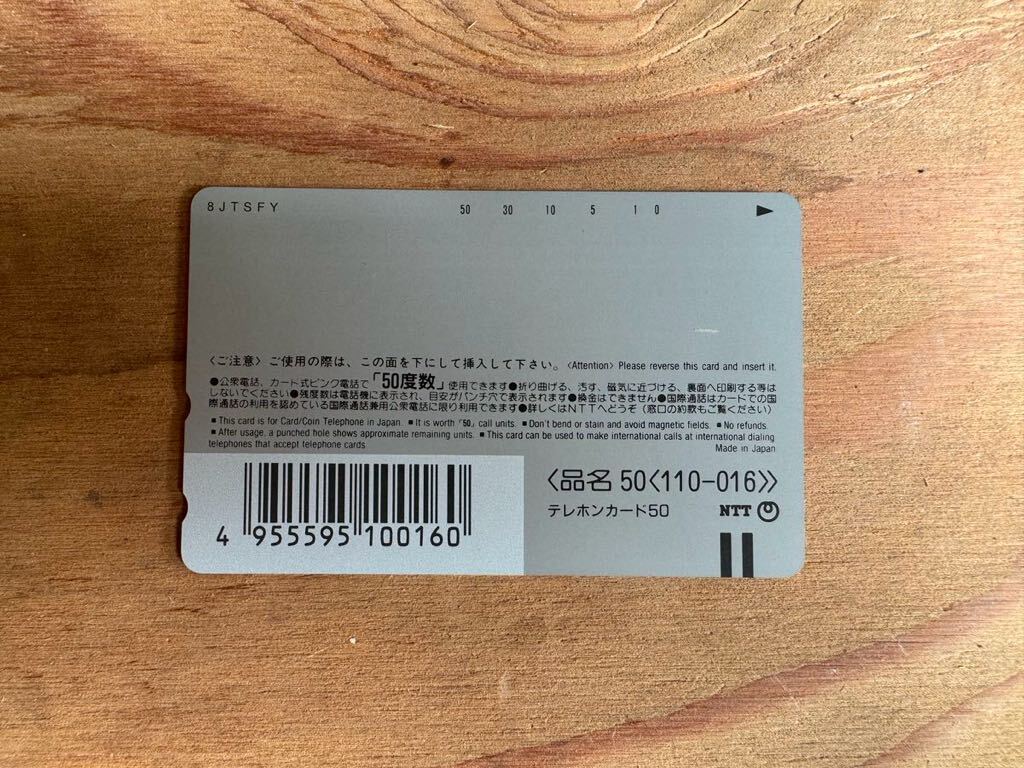 8JTSFY 50 30 10 5 1 0 ▶
〈ご注意〉ご使用の際は、この面を下にして挿入して下さい。〈Attention〉Please reverse this card and insert it.
●公衆電話、カード式ピンク電話で「50度数」使用できます●折り曲げる、汚す、磁気に近づける、裏面へ印刷する等は
しないでください●残度数は電話機に表示され、目安がパンチ穴で表示されます●換金はできません●国際通話はカードでの国
際通話の利用を認めている国際通話兼用公衆電話に限り利用できます●詳しくはNTTへどうぞ（窓口の約款もご覧ください）
■This card is for Card/Coin Telephone in Japan. ■It is worth「50」call units. ■Don't bend or stain and avoid magnetic fields. ■No refunds.
■After usage, a punched hole shows approximate remaining units. ■This card can be used to make international calls at international dialing
telephones that accept telephone cards. Made in Japan
〈品名 50〈110-016〉〉
テレホンカード50 NTT
4 955595 100160